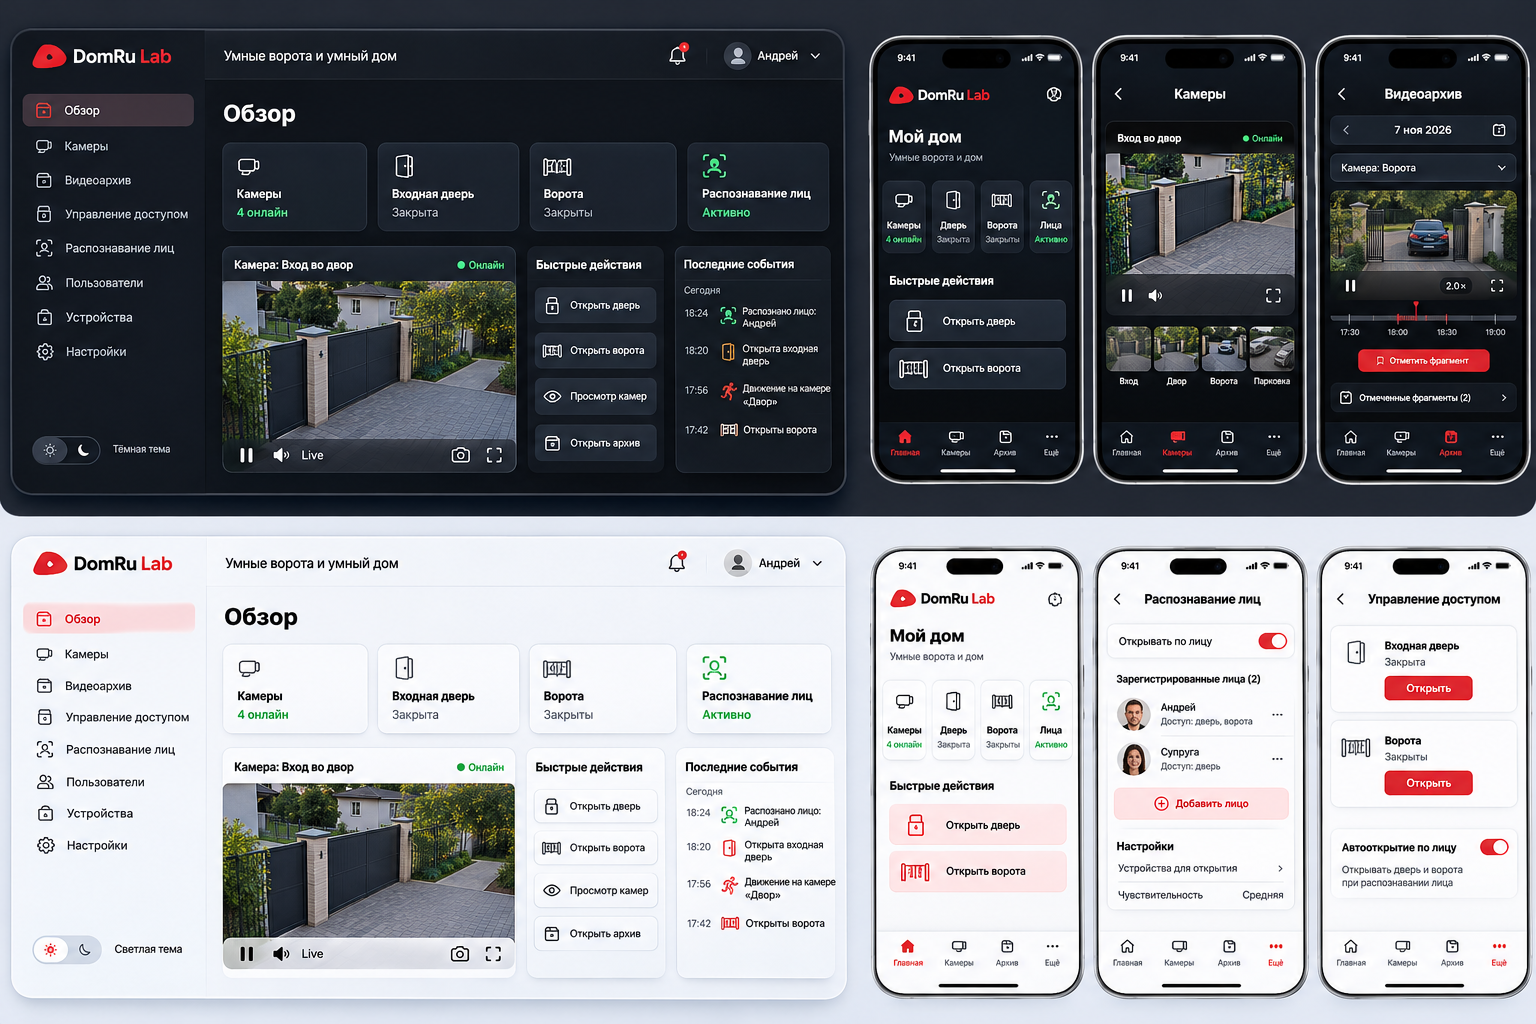 DomRu Lab
Умные ворота и умный дом
Андрей
Обзор
Камеры
Видеоархив
Управление доступом
Распознавание лиц
Пользователи
Устройства
Настройки
Тёмная тема
Обзор
Камеры
4 онлайн
Входная дверь
Закрыта
Ворота
Закрыты
Распознавание лиц
Активно
Камера: Вход во двор
Онлайн
Live
Быстрые действия
Открыть дверь
Открыть ворота
Просмотр камер
Открыть архив
Последние события
Сегодня
18:24 Распознано лицо:
Андрей
18:20 Открыта входная
дверь
17:56 Движение на камере
«Двор»
17:42 Открыты ворота
9:41
DomRu Lab
Мой дом
Умные ворота и дом
Камеры
4 онлайн
Дверь
Закрыта
Ворота
Закрыты
Лица
Активно
Быстрые действия
Открыть дверь
Открыть ворота
Главная Камеры Архив Ещё
9:41
Камеры
Вход во двор
Онлайн
Вход Двор Ворота Парковка
Главная Камеры Архив Ещё
9:41
Видеоархив
7 ноя 2026
Камера: Ворота
2.0×
17:30 18:00 18:30 19:00
Отметить фрагмент
Отмеченные фрагменты (2)
Главная Камеры Архив Ещё
DomRu Lab
Умные ворота и умный дом
Андрей
Обзор
Камеры
Видеоархив
Управление доступом
Распознавание лиц
Пользователи
Устройства
Настройки
Светлая тема
Обзор
Камеры
4 онлайн
Входная дверь
Закрыта
Ворота
Закрыты
Распознавание лиц
Активно
Камера: Вход во двор
Онлайн
Live
Быстрые действия
Открыть дверь
Открыть ворота
Просмотр камер
Открыть архив
Последние события
Сегодня
18:24 Распознано лицо:
Андрей
18:20 Открыта входная
дверь
17:56 Движение на камере
«Двор»
17:42 Открыты ворота
9:41
DomRu Lab
Мой дом
Умные ворота и дом
Камеры
4 онлайн
Дверь
Закрыта
Ворота
Закрыты
Лица
Активно
Быстрые действия
Открыть дверь
Открыть ворота
Главная Камеры Архив Ещё
9:41
Распознавание лиц
Открывать по лицу
Зарегистрированные лица (2)
Андрей
Доступ: дверь, ворота
Супруга
Доступ: дверь
Добавить лицо
Настройки
Устройства для открытия
Чувствительность Средняя
Главная Камеры Архив Ещё
9:41
Управление доступом
Входная дверь
Закрыта
Открыть
Ворота
Закрыты
Открыть
Автооткрытие по лицу
Открывать дверь и ворота
при распознавании лица
Главная Камеры Архив Ещё